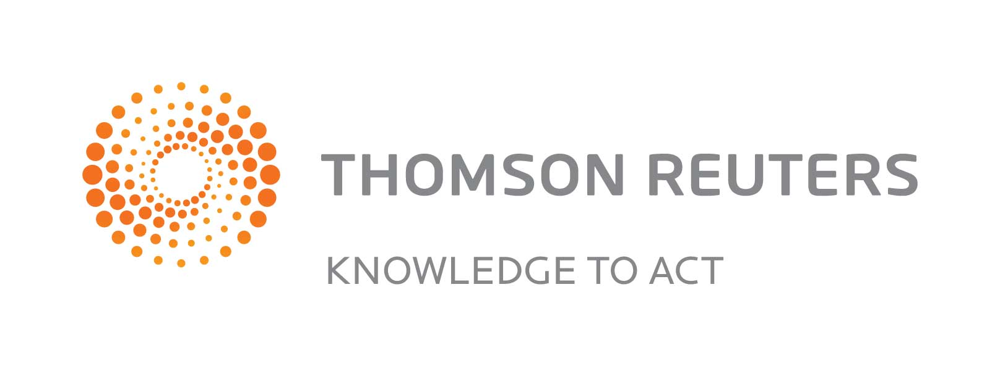 THOMSON REUTERS
KNOWLEDGE TO ACT